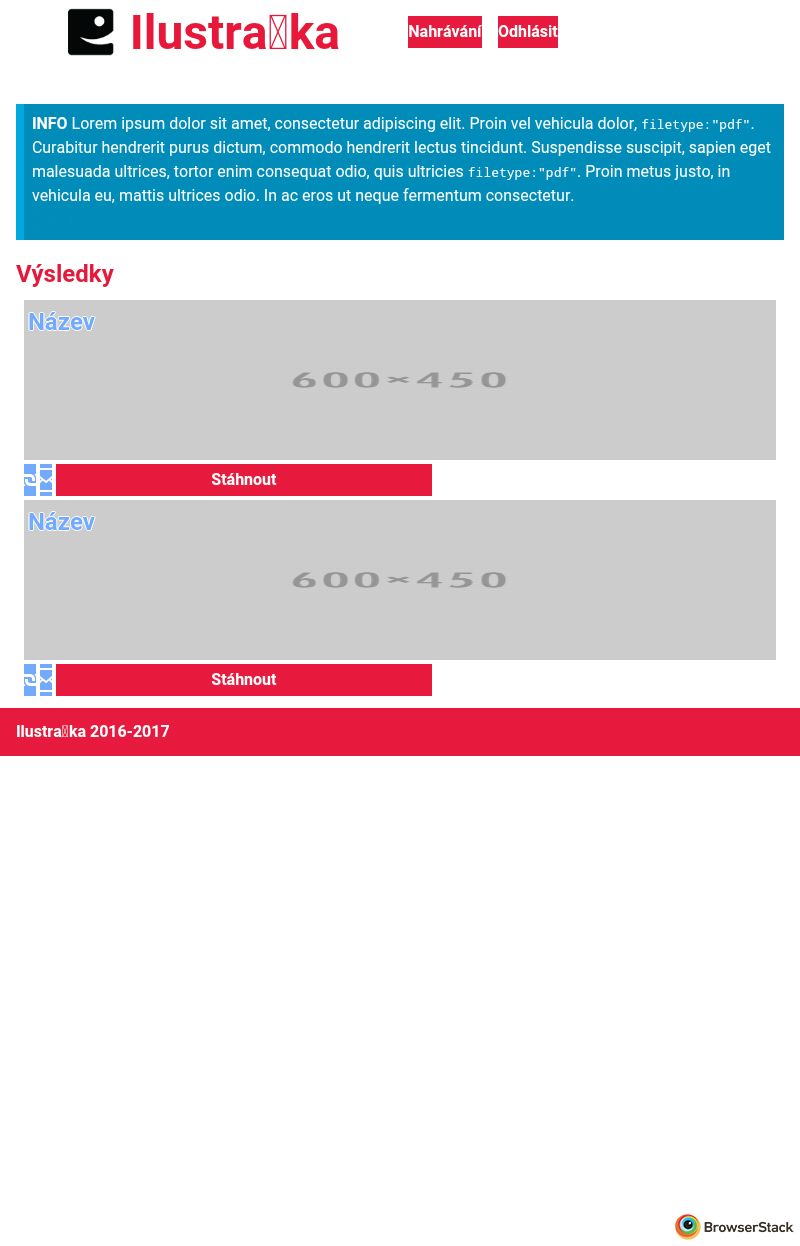 Ilustra▯ka
Nahrávání
Odhlásit
INFO Lorem ipsum dolor sit amet, consectetur adipiscing elit. Proin vel vehicula dolor, filetype:"pdf".
Curabitur hendrerit purus dictum, commodo hendrerit lectus tincidunt. Suspendisse suscipit, sapien eget
malesuada ultrices, tortor enim consequat odio, quis ultricies filetype:"pdf". Proin metus justo, in
vehicula eu, mattis ultrices odio. In ac eros ut neque fermentum consectetur.
Výsledky
Název
600×450
Stáhnout
Název
600×450
Stáhnout
Ilustra▯ka 2016-2017
BrowserStack